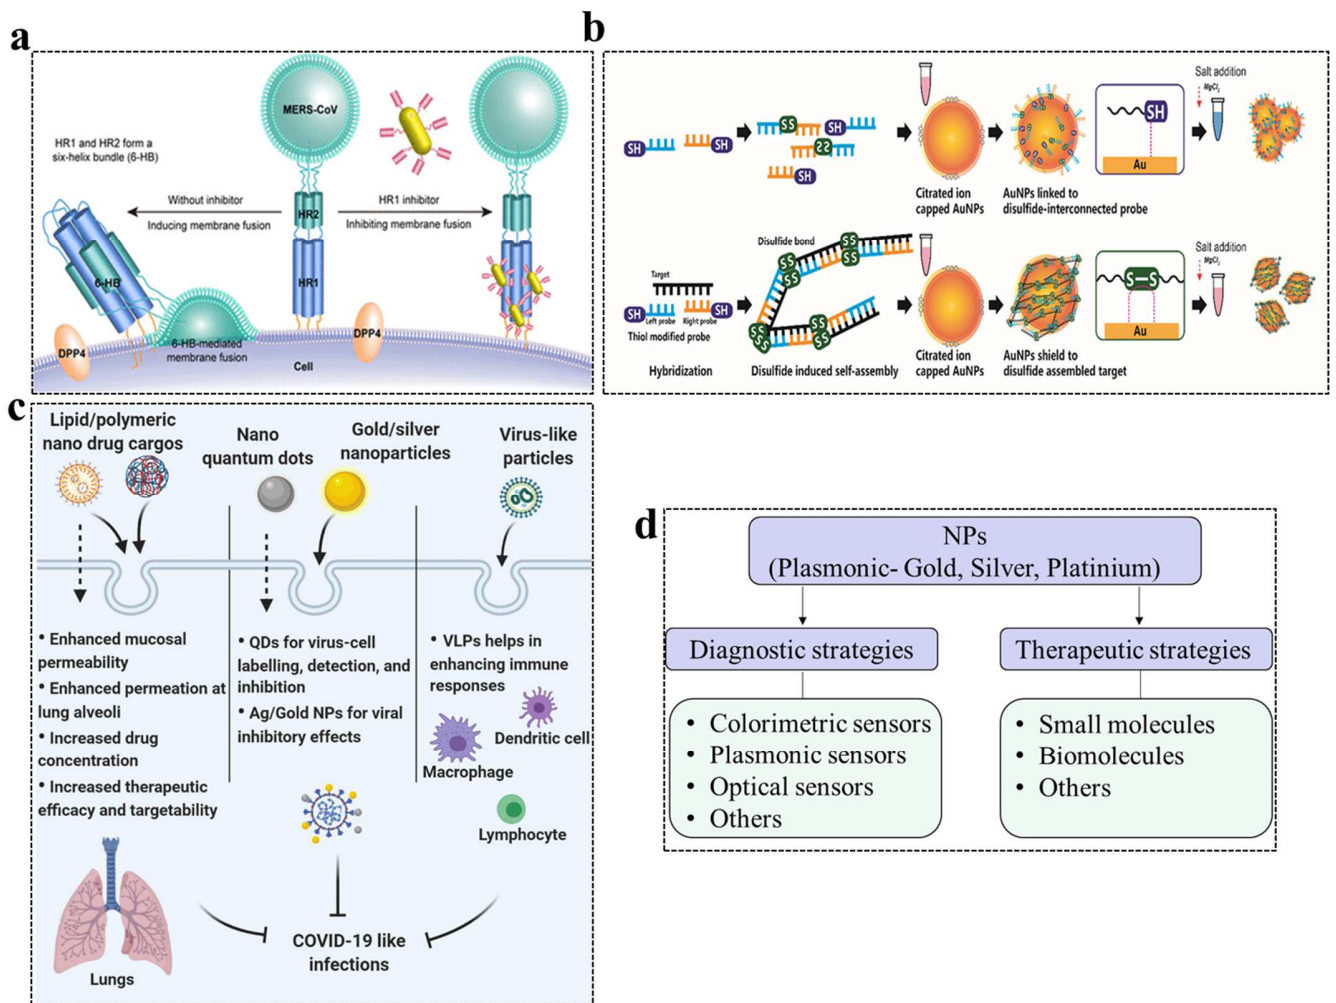 a
MERS-CoV
HR1 and HR2 form a
six-helix bundle (6-HB)
Without inhibitor
Inducing membrane fusion
HR2
HR1 inhibitor
Inhibiting membrane fusion
6-HB
HR1
DPP4
6-HB-mediated
membrane fusion
DPP4
Cell
b
SH
SH
SS
SH
SS
SH
Citrated ion
capped AuNPs
AuNPs linked to
disulfide-interconnected probe
SH
Au
Salt addition
MgCl2
Target
SH
Left probe
Right probe
SH
Thiol modified probe
Hybridization
Disulfide bond
SS
SS
SS
SS
SS
SS
SS
Disulfide induced self-assembly
Citrated ion
capped AuNPs
AuNPs shield to
disulfide assembled target
S–S
Au
Salt addition
MgCl2
c
Lipid/polymeric
nano drug cargos
Nano
quantum dots
Gold/silver
nanoparticles
Virus-like
particles
• Enhanced mucosal
permeability
• Enhanced permeation at
lung alveoli
• Increased drug
concentration
• Increased therapeutic
efficacy and targetability
• QDs for virus-cell
labelling, detection, and
inhibition
• Ag/Gold NPs for viral
inhibitory effects
• VLPs helps in
enhancing immune
responses
Dendritic cell
Macrophage
Lymphocyte
Lungs
COVID-19 like
infections
d
NPs
(Plasmonic- Gold, Silver, Platinium)
Diagnostic strategies
• Colorimetric sensors
• Plasmonic sensors
• Optical sensors
• Others
Therapeutic strategies
• Small molecules
• Biomolecules
• Others